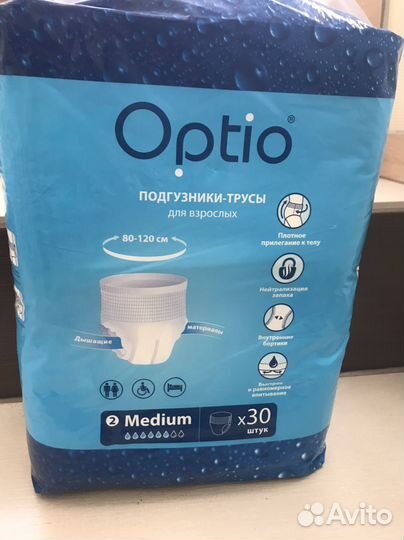 Optio®
ПОДГУЗНИКИ-ТРУСЫ
для взрослых
80-120 см
Плотное
прилегание к телу
Нейтрализация
запаха
Внутренние
бортики
Дышащие материалы
Быстрое
и равномерное
впитывание
2 Medium
x30
штук
Avito